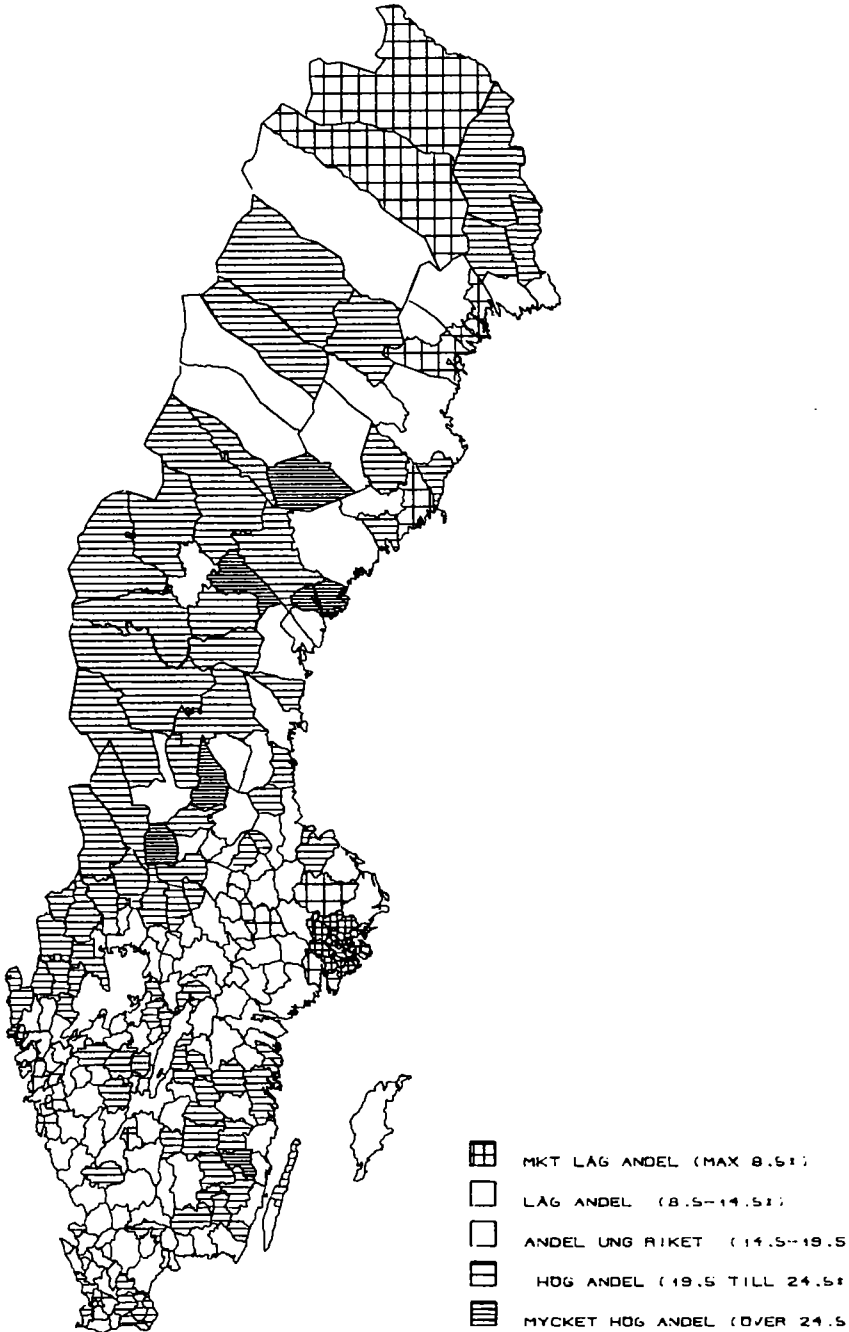 MKT LÅG ANDEL (MAX 8.5%)
LÅG ANDEL (8.5-14.5%)
ANDEL UNG RIKET (14.5-19.5
HÖG ANDEL (19.5 TILL 24.5%
MYCKET HÖG ANDEL (ÖVER 24.5